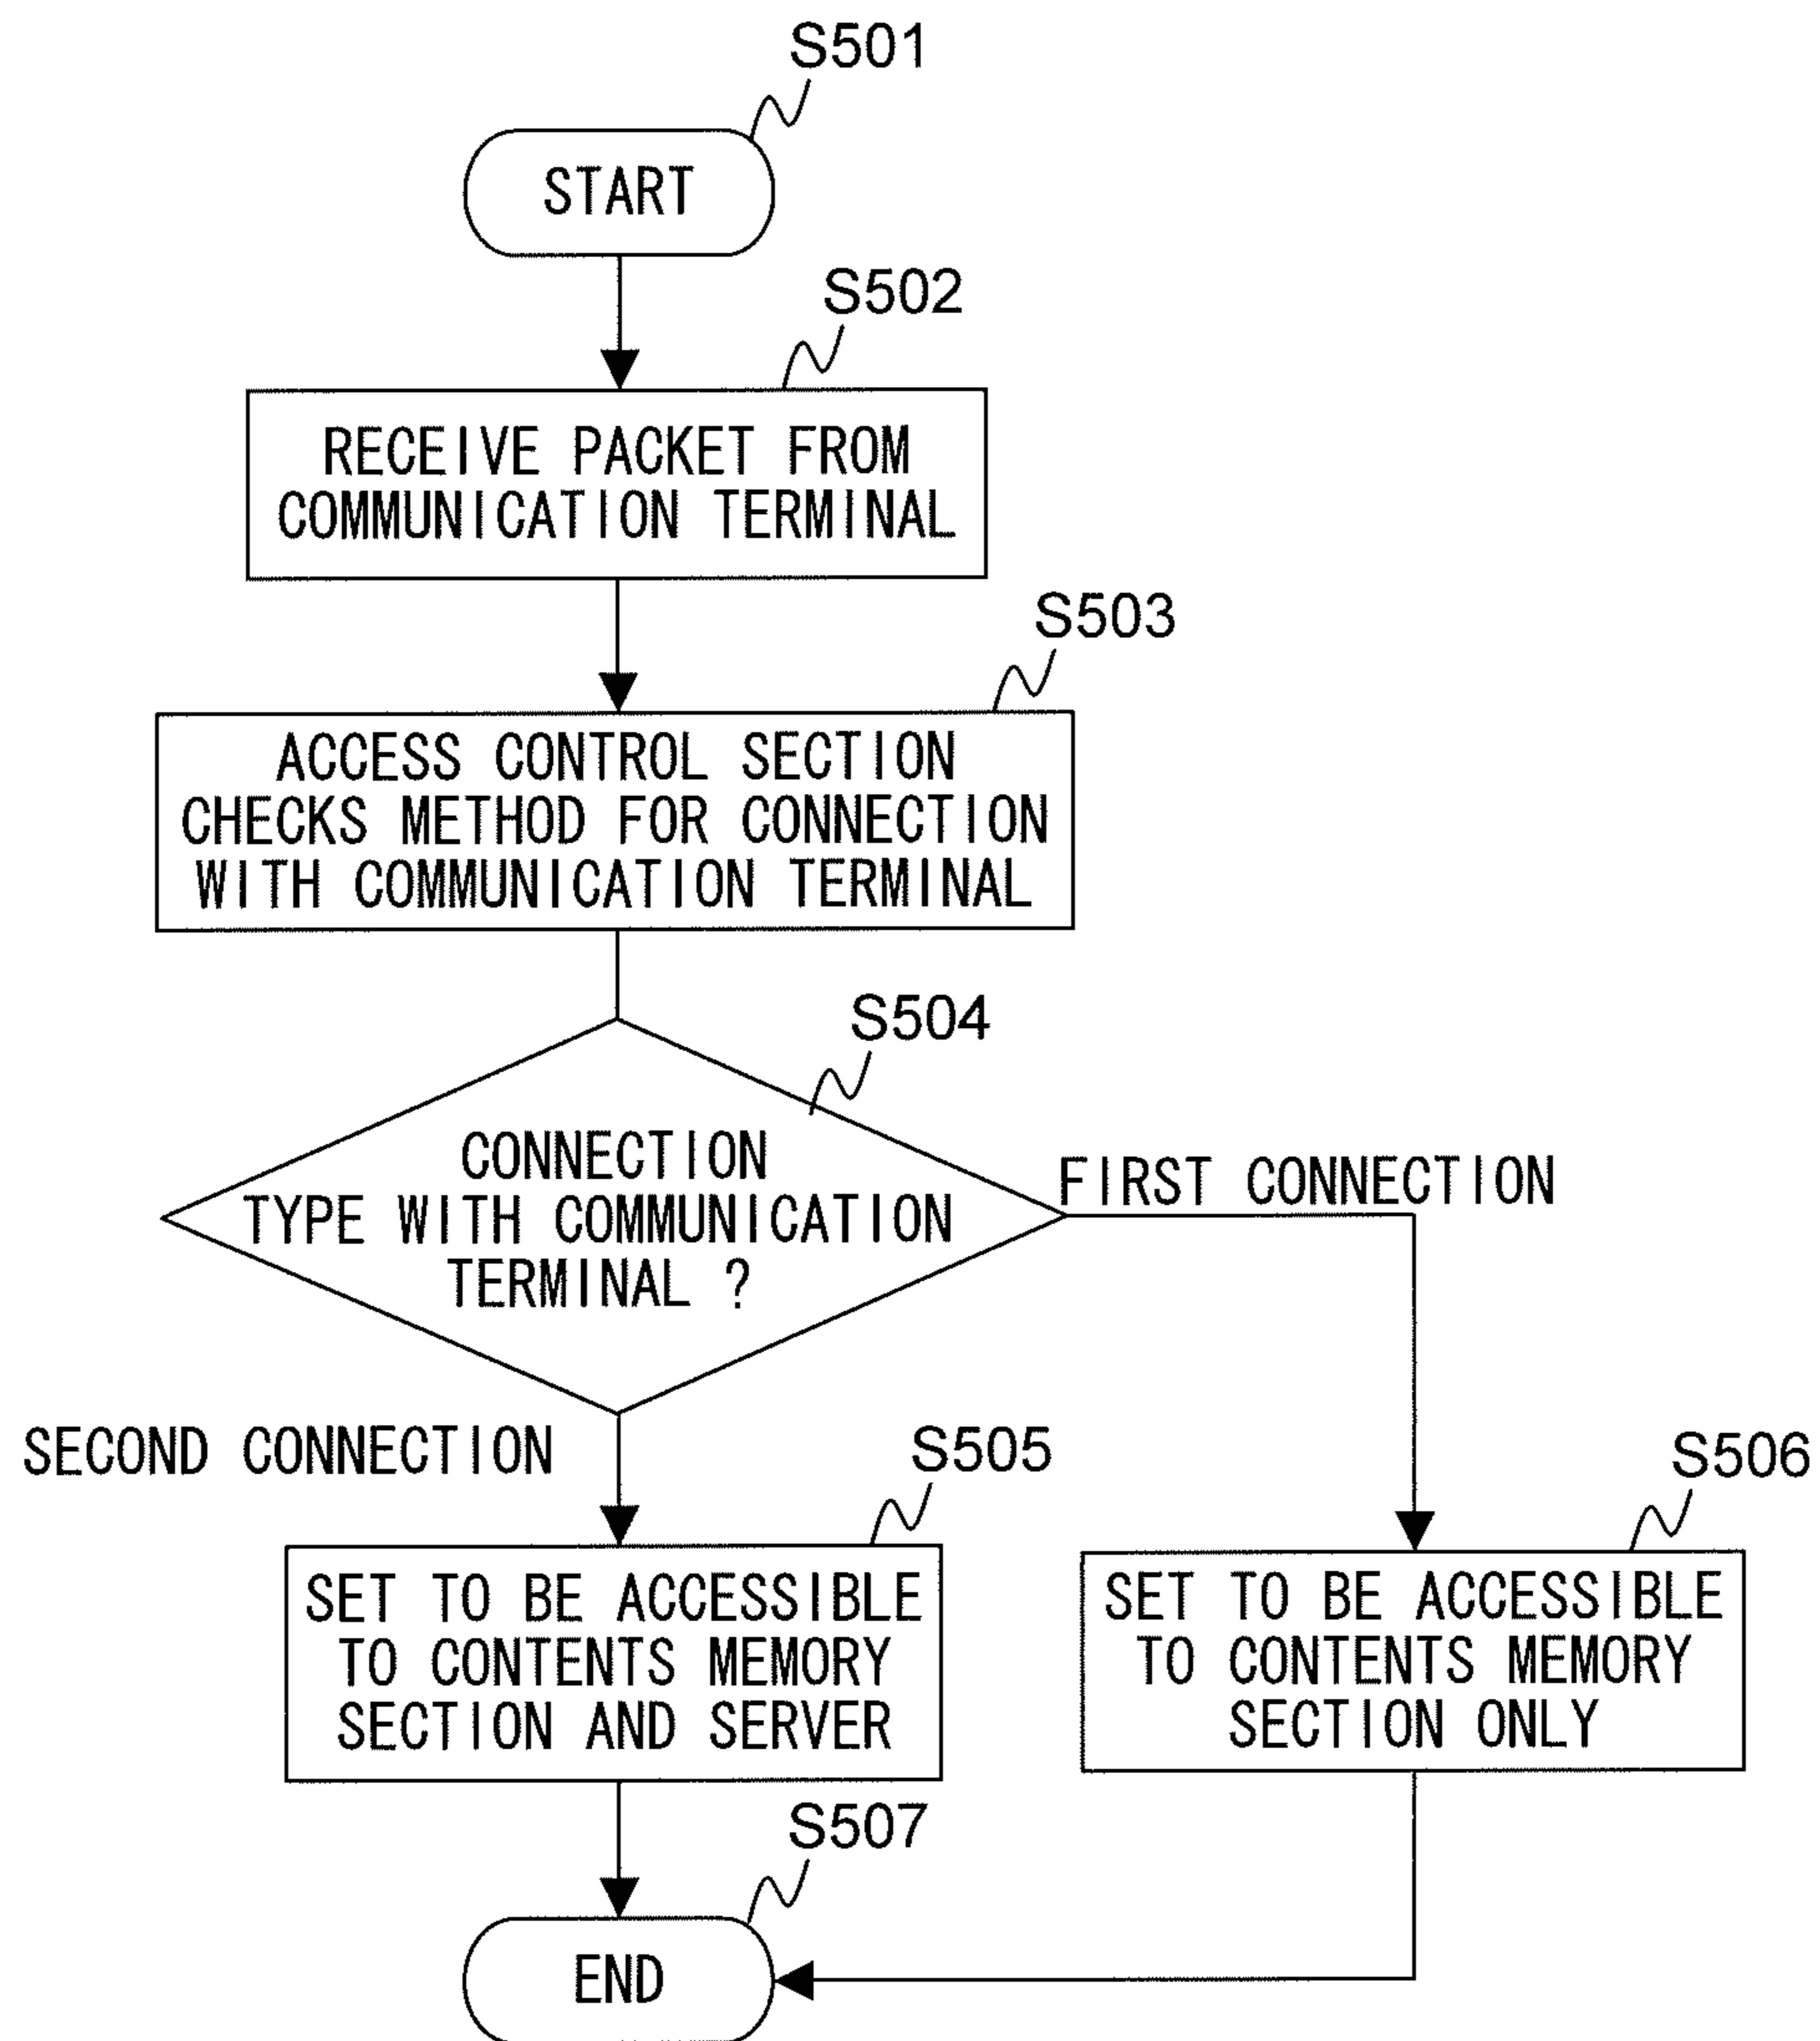 S501
START
S502
RECEIVE PACKET FROM
COMMUNICATION TERMINAL
S503
ACCESS CONTROL SECTION
CHECKS METHOD FOR CONNECTION
WITH COMMUNICATION TERMINAL
S504
CONNECTION
TYPE WITH COMMUNICATION
TERMINAL ?
FIRST CONNECTION
SECOND CONNECTION
S505
SET TO BE ACCESSIBLE
TO CONTENTS MEMORY
SECTION AND SERVER
S506
SET TO BE ACCESSIBLE
TO CONTENTS MEMORY
SECTION ONLY
S507
END